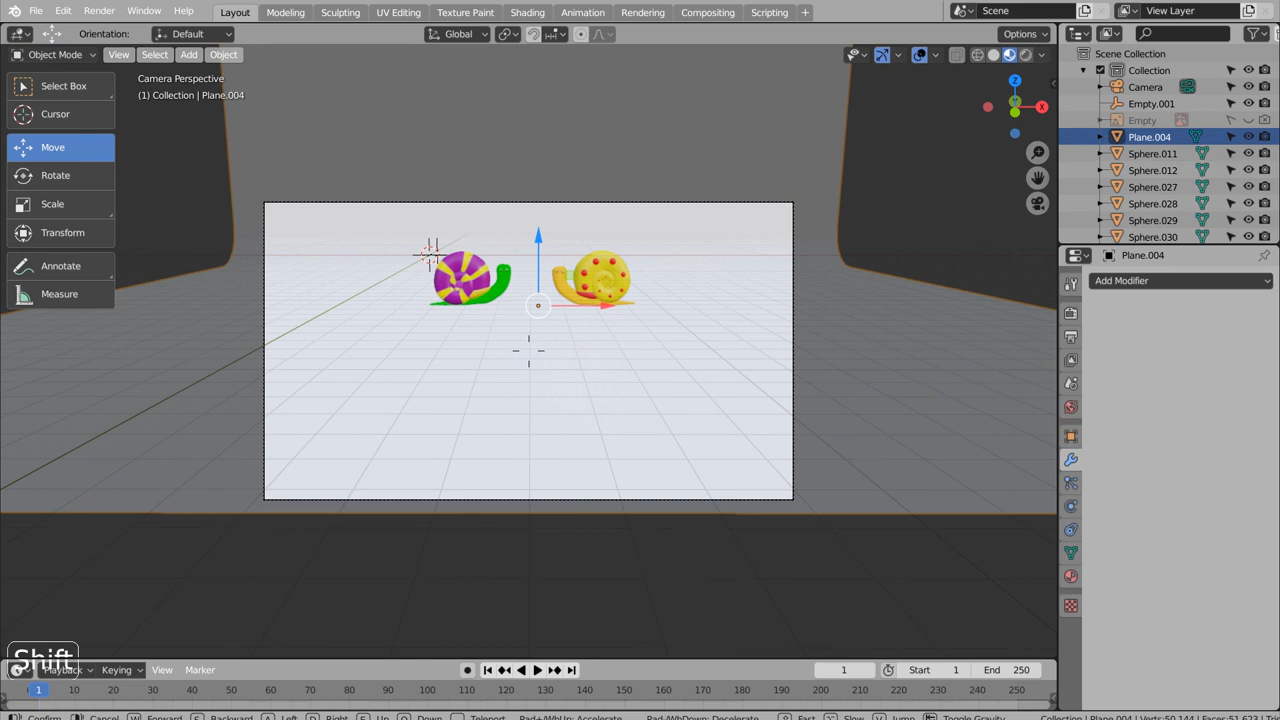 File Edit Render Window Help Layout Modeling Sculpting UV Editing Texture Paint Shading Animation Rendering Compositing Scripting + Scene View Layer
Orientation: Default Global Options
Object Mode View Select Add Object
Scene Collection
Camera Perspective
(1) Collection | Plane.004
Collection
Select Box
Camera
Empty.001
Cursor
Empty
Plane.004
Move
Sphere.011
Sphere.012
Rotate
Sphere.027
Scale
Sphere.028
Sphere.029
Transform
Sphere.030
Plane.004
Annotate
Add Modifier
Measure
Z
X
Shift
Playback Keying View Marker 1 Start 1 End 250
1 10 20 30 40 50 60 70 80 90 100 110 120 130 140 150 160 170 180 190 200 210 220 230 240 250
Confirm Cancel W Forward S Backward A Left D Right E Up Q Down Teleport Pad+/WhUp: Accelerate Pad-/WhDown: Decelerate Fast Slow V Jump Toggle Gravity Collection | Plane.004 | Verts:50,144 | Faces:51,623 |